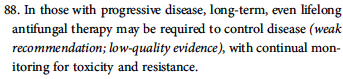 88. In those with progressive disease, long-term, even lifelong
antifungal therapy may be required to control disease (weak
recommendation; low-quality evidence), with continual mon-
itoring for toxicity and resistance.